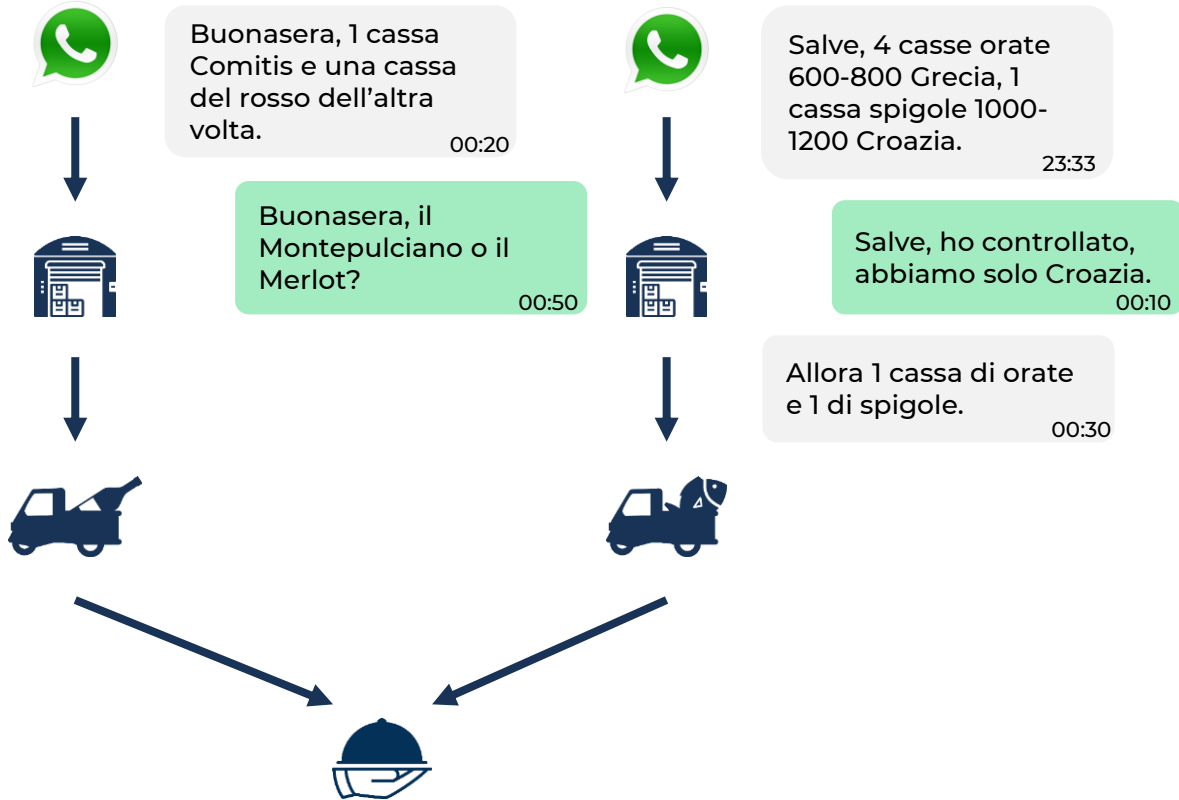 Buonasera, 1 cassa
Comitis e una cassa
del rosso dell’altra
volta.
00:20
Buonasera, il
Montepulciano o il
Merlot?
00:50
Salve, 4 casse orate
600-800 Grecia, 1
cassa spigole 1000-
1200 Croazia.
23:33
Salve, ho controllato,
abbiamo solo Croazia.
00:10
Allora 1 cassa di orate
e 1 di spigole.
00:30